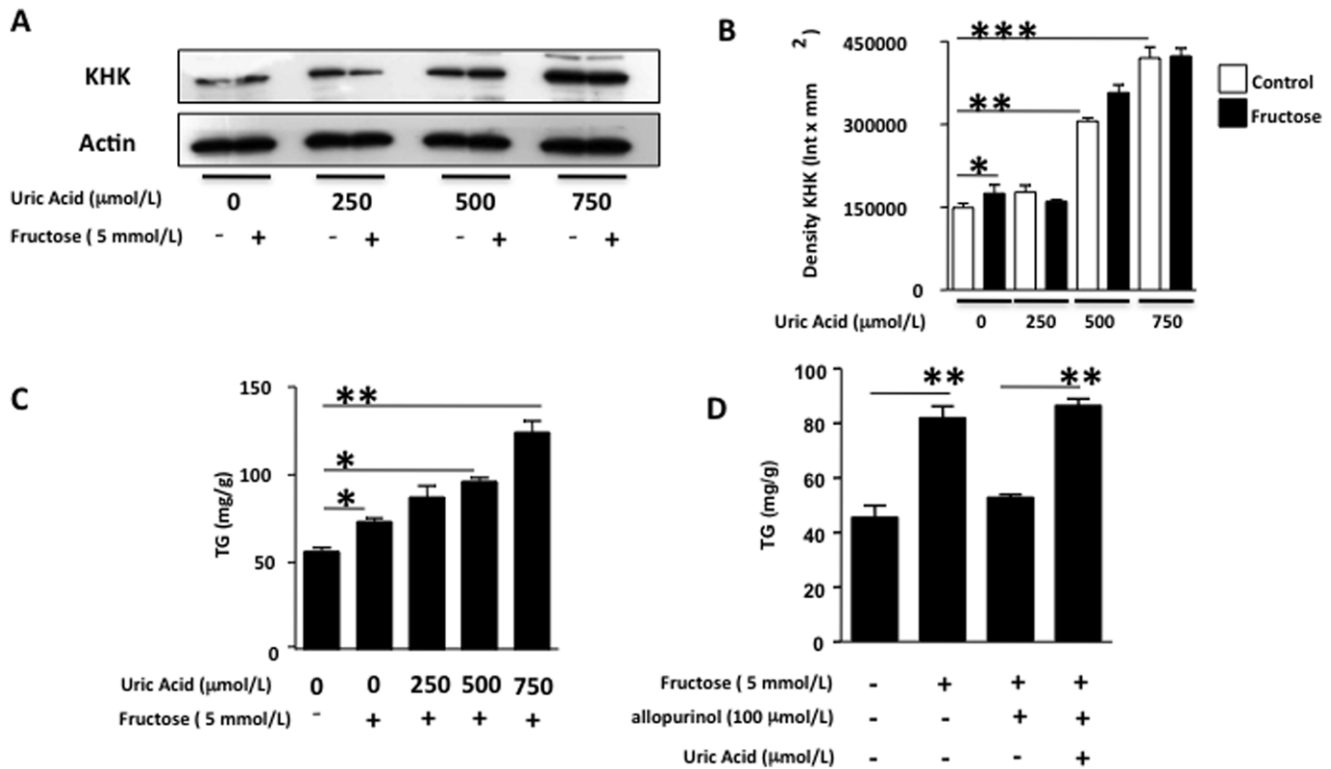 A
KHK
Actin
Uric Acid (μmol/L) 0 250 500 750
Fructose ( 5 mmol/L) - + - + - + - +
B
Density KHK (Int x mm 2 )
450000
300000
150000
0
***
**
*
Control
Fructose
Uric Acid (μmol/L) 0 250 500 750
C
TG (mg/g)
150
100
50
0
**
*
*
Uric Acid (μmol/L) 0 0 250 500 750
Fructose ( 5 mmol/L) - + + + +
D
TG (mg/g)
100
80
60
40
20
0
** **
Fructose ( 5 mmol/L) - + + +
allopurinol (100 μmol/L) - - + +
Uric Acid (μmol/L) - - - +